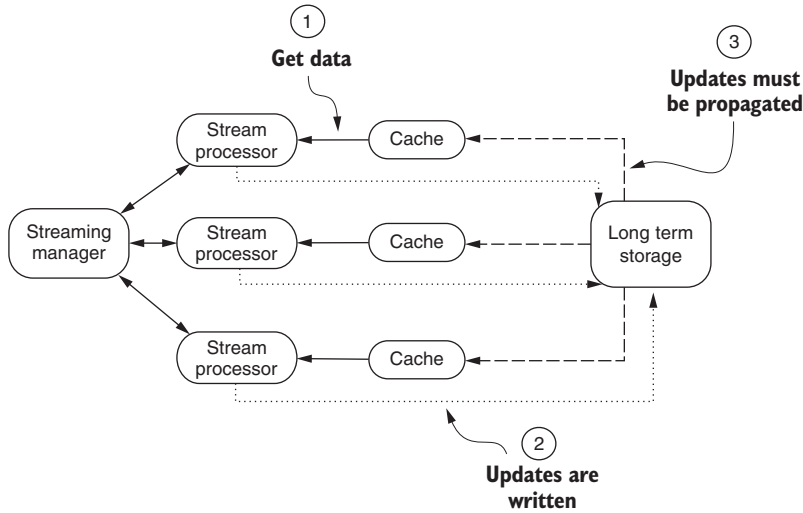 1
Get data
3
Updates must
be propagated
Stream
processor
Cache
Streaming
manager
Stream
processor
Cache
Long term
storage
Stream
processor
Cache
2
Updates are
written